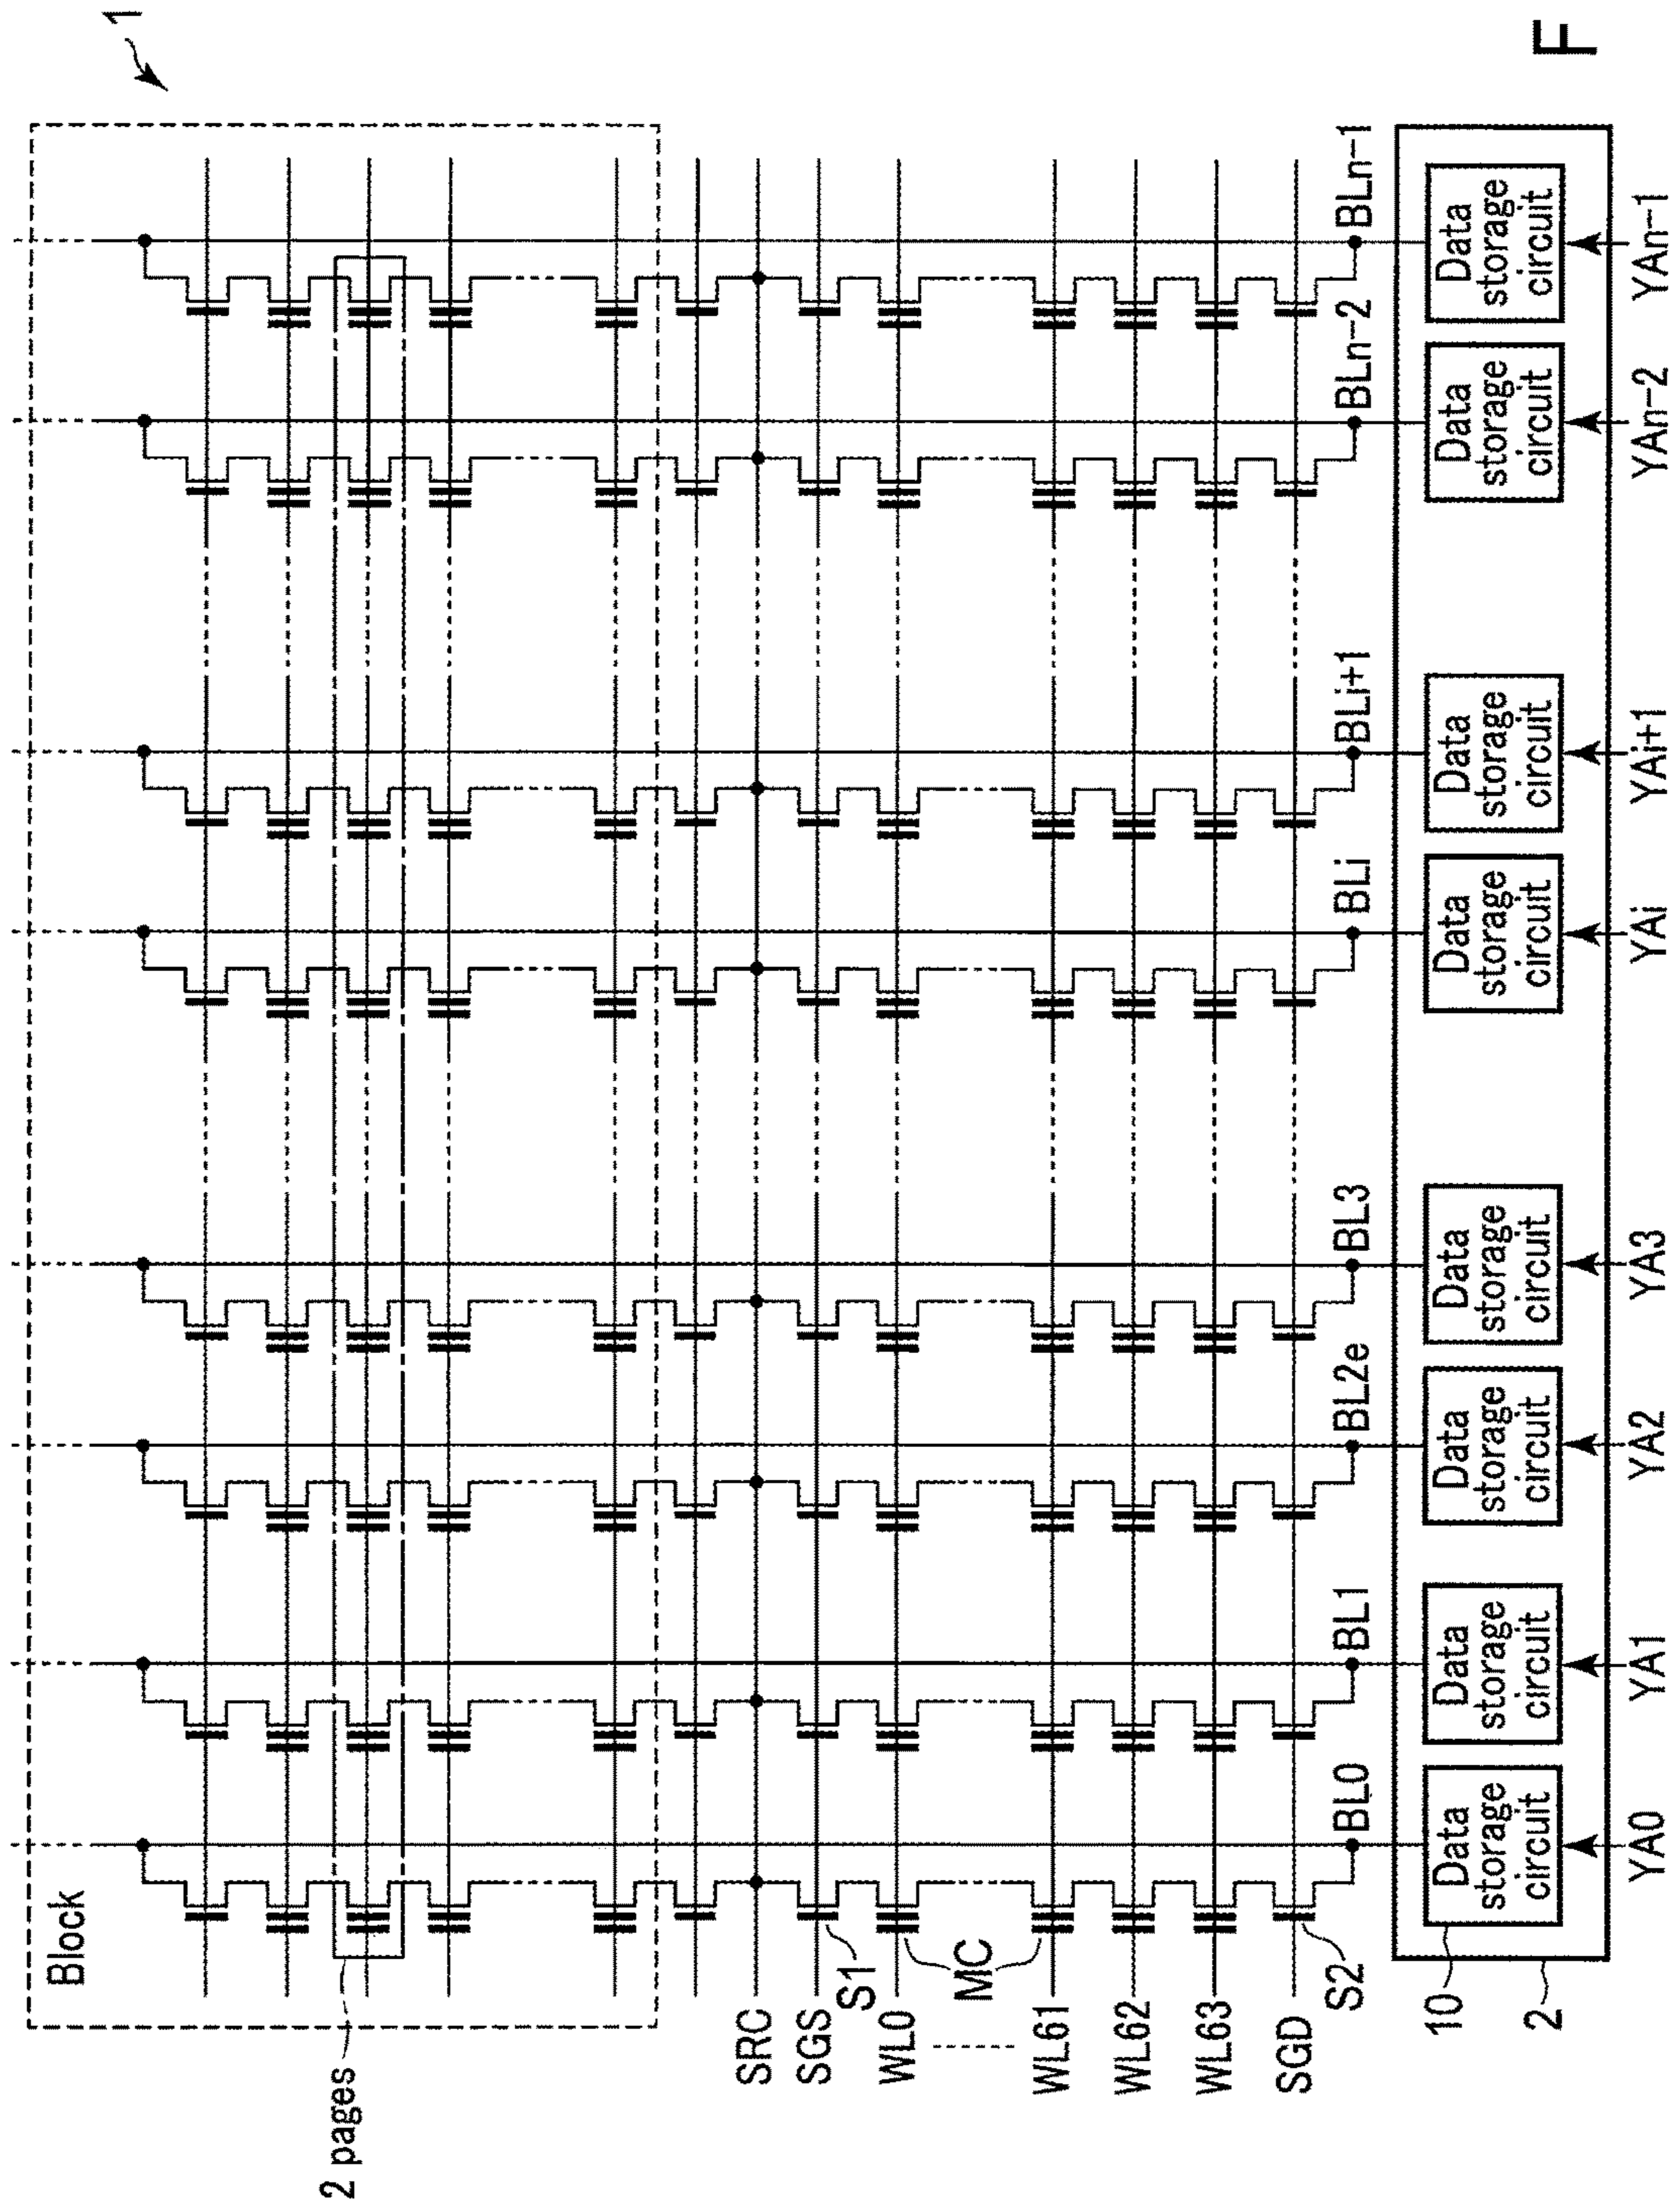 1
Block
2 pages
SRC
SGS
S1
WL0
MC
WL61
WL62
WL63
SGD
S2
BL0
BL1
BL2e
BL3
BLi
BLi+1
BLn-2
BLn-1
10
2
Data
storage
circuit
Data
storage
circuit
Data
storage
circuit
Data
storage
circuit
Data
storage
circuit
Data
storage
circuit
Data
storage
circuit
Data
storage
circuit
YA0
YA1
YA2
YA3
YAi
YAi+1
YAn-2
YAn-1
F